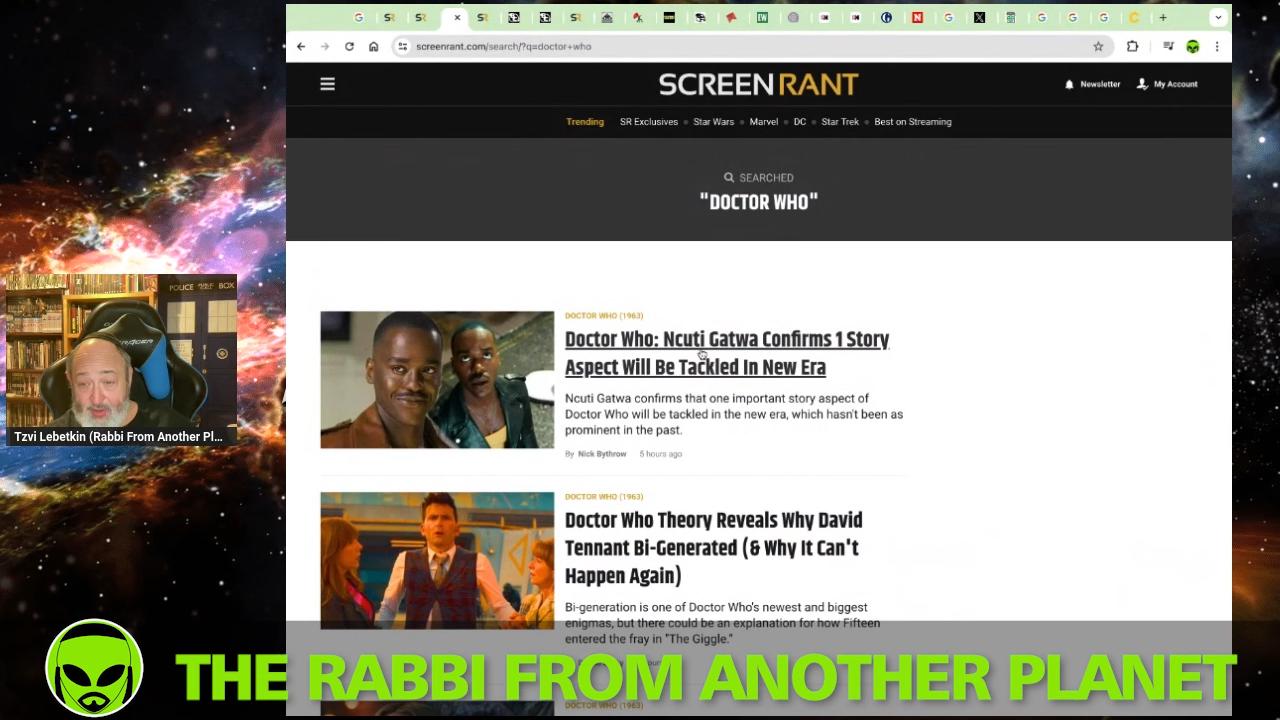 screenrant.com/search/?q=doctor+who
SCREENRANT
Newsletter
My Account
Trending
SR Exclusives
Star Wars
Marvel
DC
Star Trek
Best on Streaming
SEARCHED
"DOCTOR WHO"
DOCTOR WHO (1963)
Doctor Who: Ncuti Gatwa Confirms 1 Story
Aspect Will Be Tackled In New Era
Ncuti Gatwa confirms that one important story aspect of
Doctor Who will be tackled in the new era, which hasn't been as
prominent in the past.
By Nick Bythrow 5 hours ago
DOCTOR WHO (1963)
Doctor Who Theory Reveals Why David
Tennant Bi-Generated (& Why It Can't
Happen Again)
Bi-generation is one of Doctor Who's newest and biggest
enigmas, but there could be an explanation for how Fifteen
entered the fray in "The Giggle."
DOCTOR WHO (1963)
POLICE PUBLIC BOX
Tzvi Lebetkin (Rabbi From Another Pl...
THE RABBI FROM ANOTHER PLANET